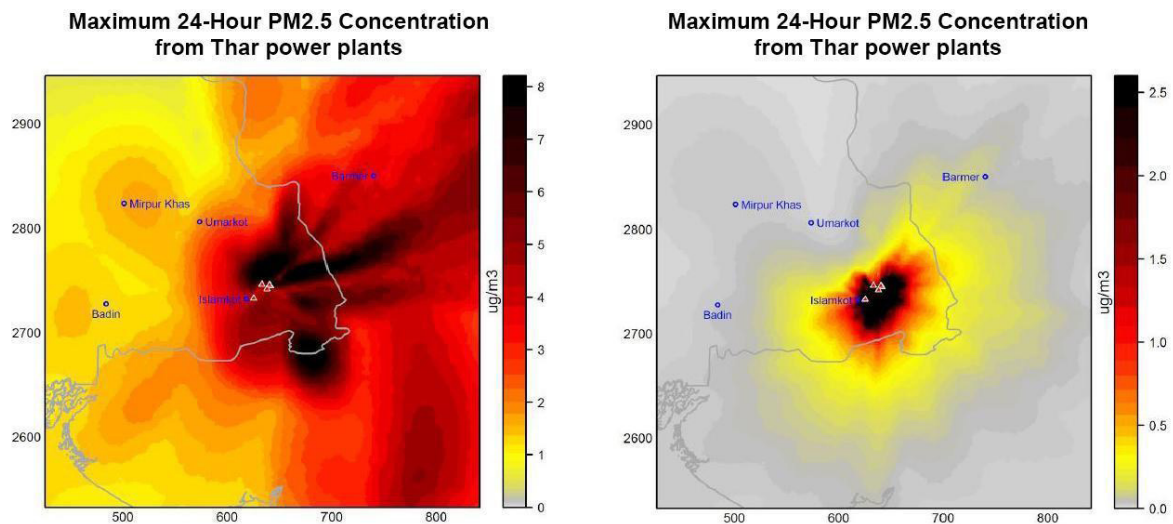 Maximum 24-Hour PM2.5 Concentration
from Thar power plants
2900
2800
2700
2600
500
600
700
800
Barmer
Mirpur Khas
Umarkot
Islamkot
Badin
8
7
6
5
4
3
2
1
0
ug/m3
Maximum 24-Hour PM2.5 Concentration
from Thar power plants
2900
2800
2700
2600
500
600
700
800
Barmer
Mirpur Khas
Umarkot
Islamkot
Badin
2.5
2.0
1.5
1.0
0.5
0.0
ug/m3